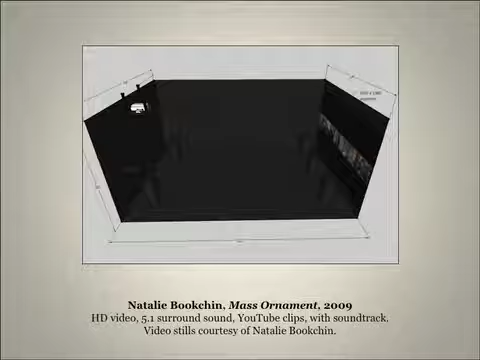 Natalie Bookchin, Mass Ornament, 2009
HD video, 5.1 surround sound, YouTube clips, with soundtrack.
Video stills courtesy of Natalie Bookchin.